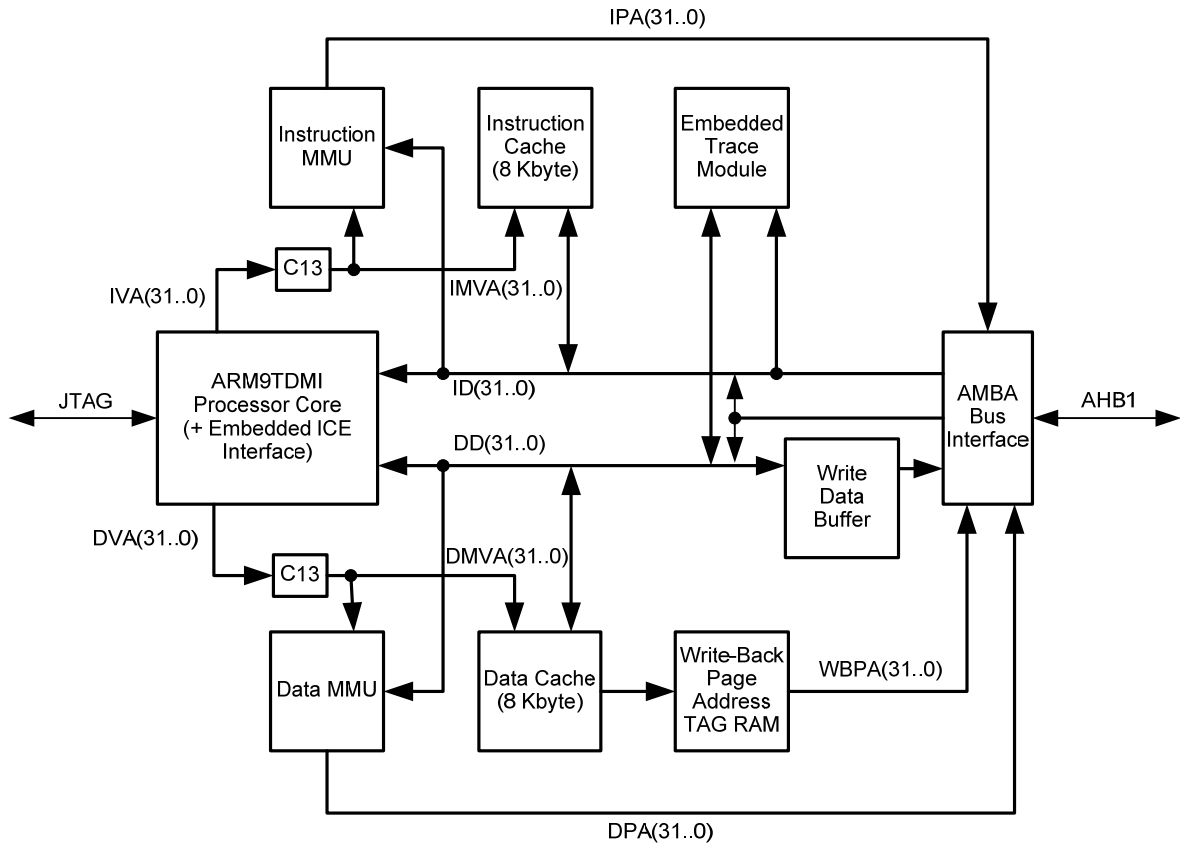 IPA(31..0)
Instruction
MMU
Instruction
Cache
(8 Kbyte)
Embedded
Trace
Module
C13
IVA(31..0)
IMVA(31..0)
ARM9TDMI
Processor Core
(+ Embedded ICE
Interface)
JTAG
ID(31..0)
DD(31..0)
AMBA
Bus
Interface
AHB1
Write
Data
Buffer
DVA(31..0)
C13
DMVA(31..0)
Data MMU
Data Cache
(8 Kbyte)
Write-Back
Page
Address
TAG RAM
WBPA(31..0)
DPA(31..0)